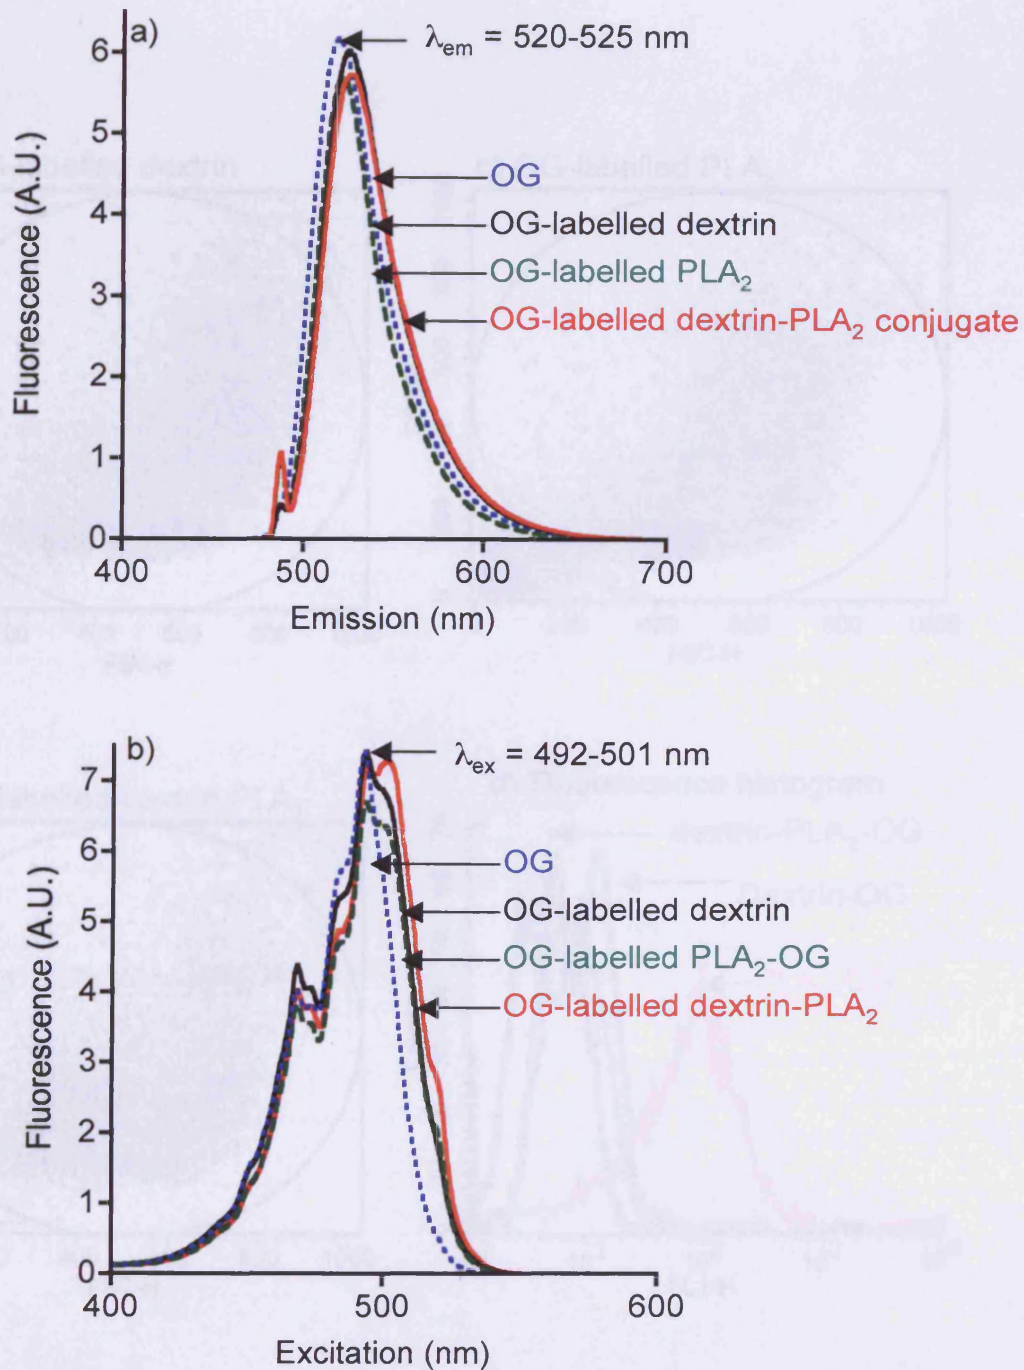 a)
λem = 520-525 nm
6
5
4
3
2
1
0
Fluorescence (A.U.)
OG
OG-labelled dextrin
OG-labelled PLA2
OG-labelled dextrin-PLA2 conjugate
400 500 600 700
Emission (nm)
b)
λex = 492-501 nm
7
6
5
4
3
2
1
0
Fluorescence (A.U.)
OG
OG-labelled dextrin
OG-labelled PLA2-OG
OG-labelled dextrin-PLA2
400 500 600
Excitation (nm)